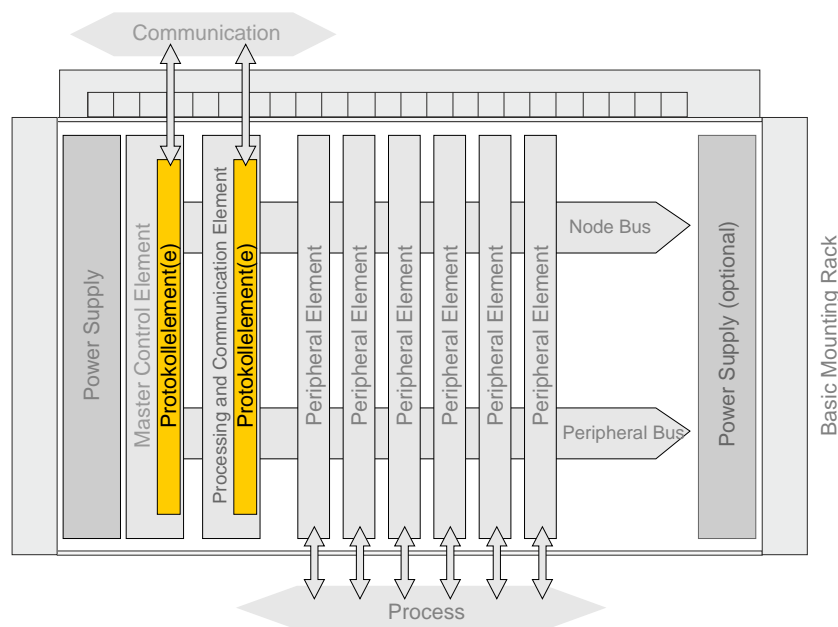 Communication
Power Supply
Master Control Element
Protokollelement(e)
Processing and Communication Element
Protokollelement(e)
Peripheral Element
Peripheral Element
Peripheral Element
Peripheral Element
Peripheral Element
Peripheral Element
Node Bus
Peripheral Bus
Power Supply (optional)
Basic Mounting Rack
Process